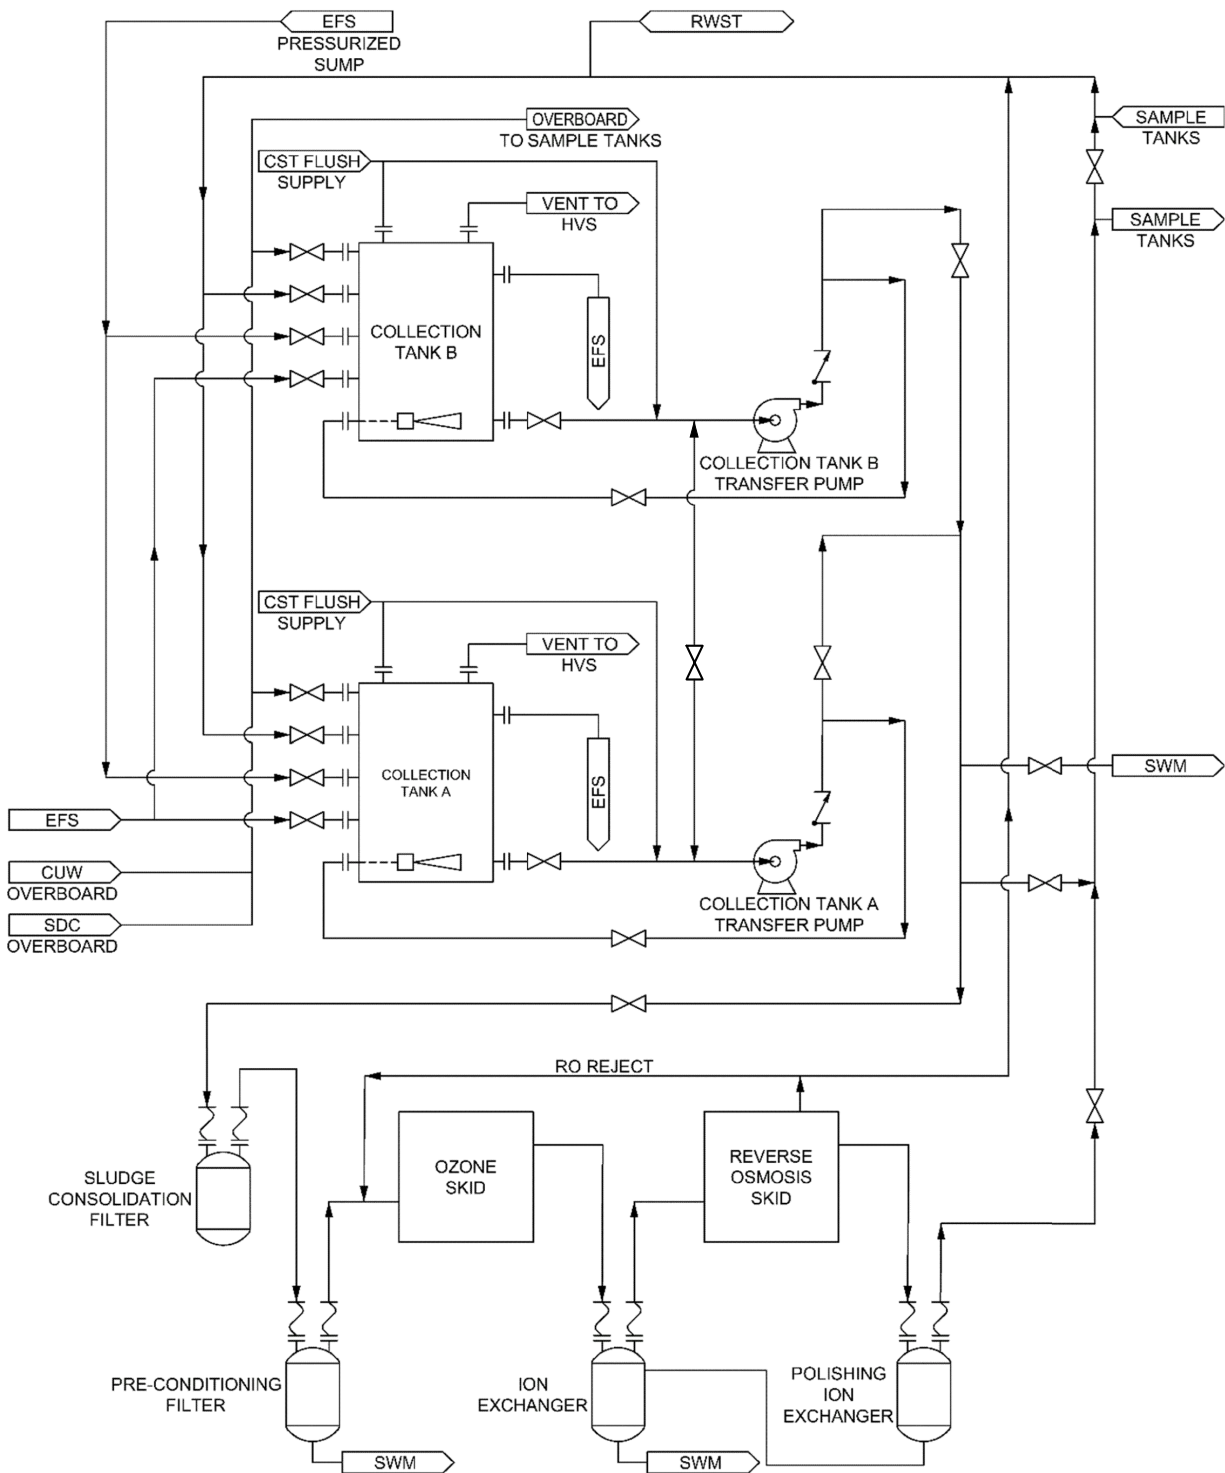 EFS
PRESSURIZED
SUMP
RWST
OVERBOARD
TO SAMPLE TANKS
SAMPLE
TANKS
CST FLUSH
SUPPLY
VENT TO
HVS
SAMPLE
TANKS
COLLECTION
TANK B
EFS
COLLECTION TANK B
TRANSFER PUMP
CST FLUSH
SUPPLY
VENT TO
HVS
COLLECTION
TANK A
EFS
SWM
EFS
CUW
OVERBOARD
SDC
OVERBOARD
COLLECTION TANK A
TRANSFER PUMP
RO REJECT
SLUDGE
CONSOLIDATION
FILTER
OZONE
SKID
REVERSE
OSMOSIS
SKID
PRE-CONDITIONING
FILTER
ION
EXCHANGER
POLISHING
ION
EXCHANGER
SWM
SWM